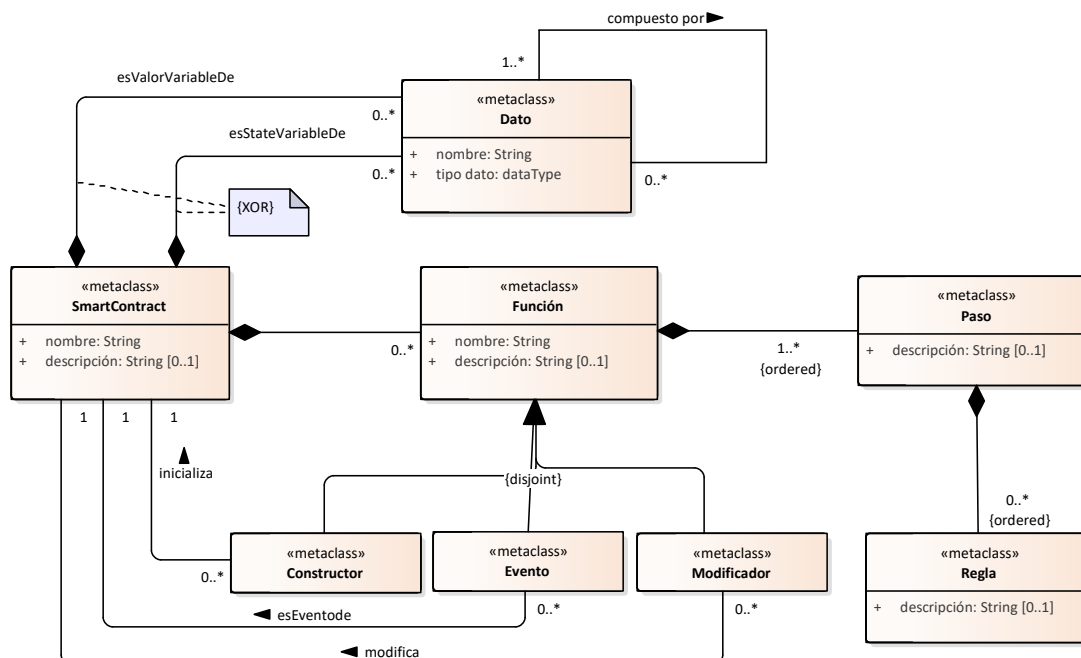 compuesto por
1..*
esValorVariableDe
0..*
«metaclass»
Dato
+ nombre: String
+ tipo dato: dataType
esStateVariableDe
0..*
0..*
{XOR}
«metaclass»
SmartContract
+ nombre: String
+ descripción: String [0..1]
«metaclass»
Función
+ nombre: String
+ descripción: String [0..1]
0..*
«metaclass»
Paso
+ descripción: String [0..1]
1..*
{ordered}
1 1 1
inicializa
{disjoint}
0..*
{ordered}
«metaclass»
Constructor
0..*
«metaclass»
Evento
0..*
«metaclass»
Modificador
0..*
«metaclass»
Regla
+ descripción: String [0..1]
esEventode
modifica